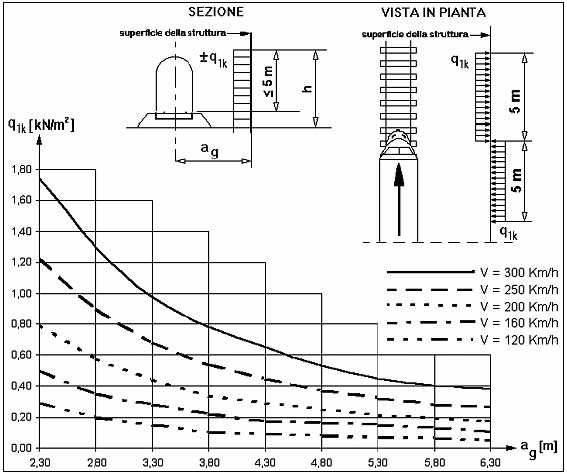 SEZIONE
VISTA IN PIANTA
superficie della struttura
superficie della struttura
±q1k
≤ 5 m
h
q1k
5 m
5 m
q1k
ag
q1k [kN/m²]
1,80
1,60
1,40
1,20
1,00
0,80
0,60
0,40
0,20
0,00
V = 300 Km/h
V = 250 Km/h
V = 200 Km/h
V = 160 Km/h
V = 120 Km/h
2,30 2,80 3,30 3,80 4,30 4,80 5,30 5,80 6,30
ag [m]